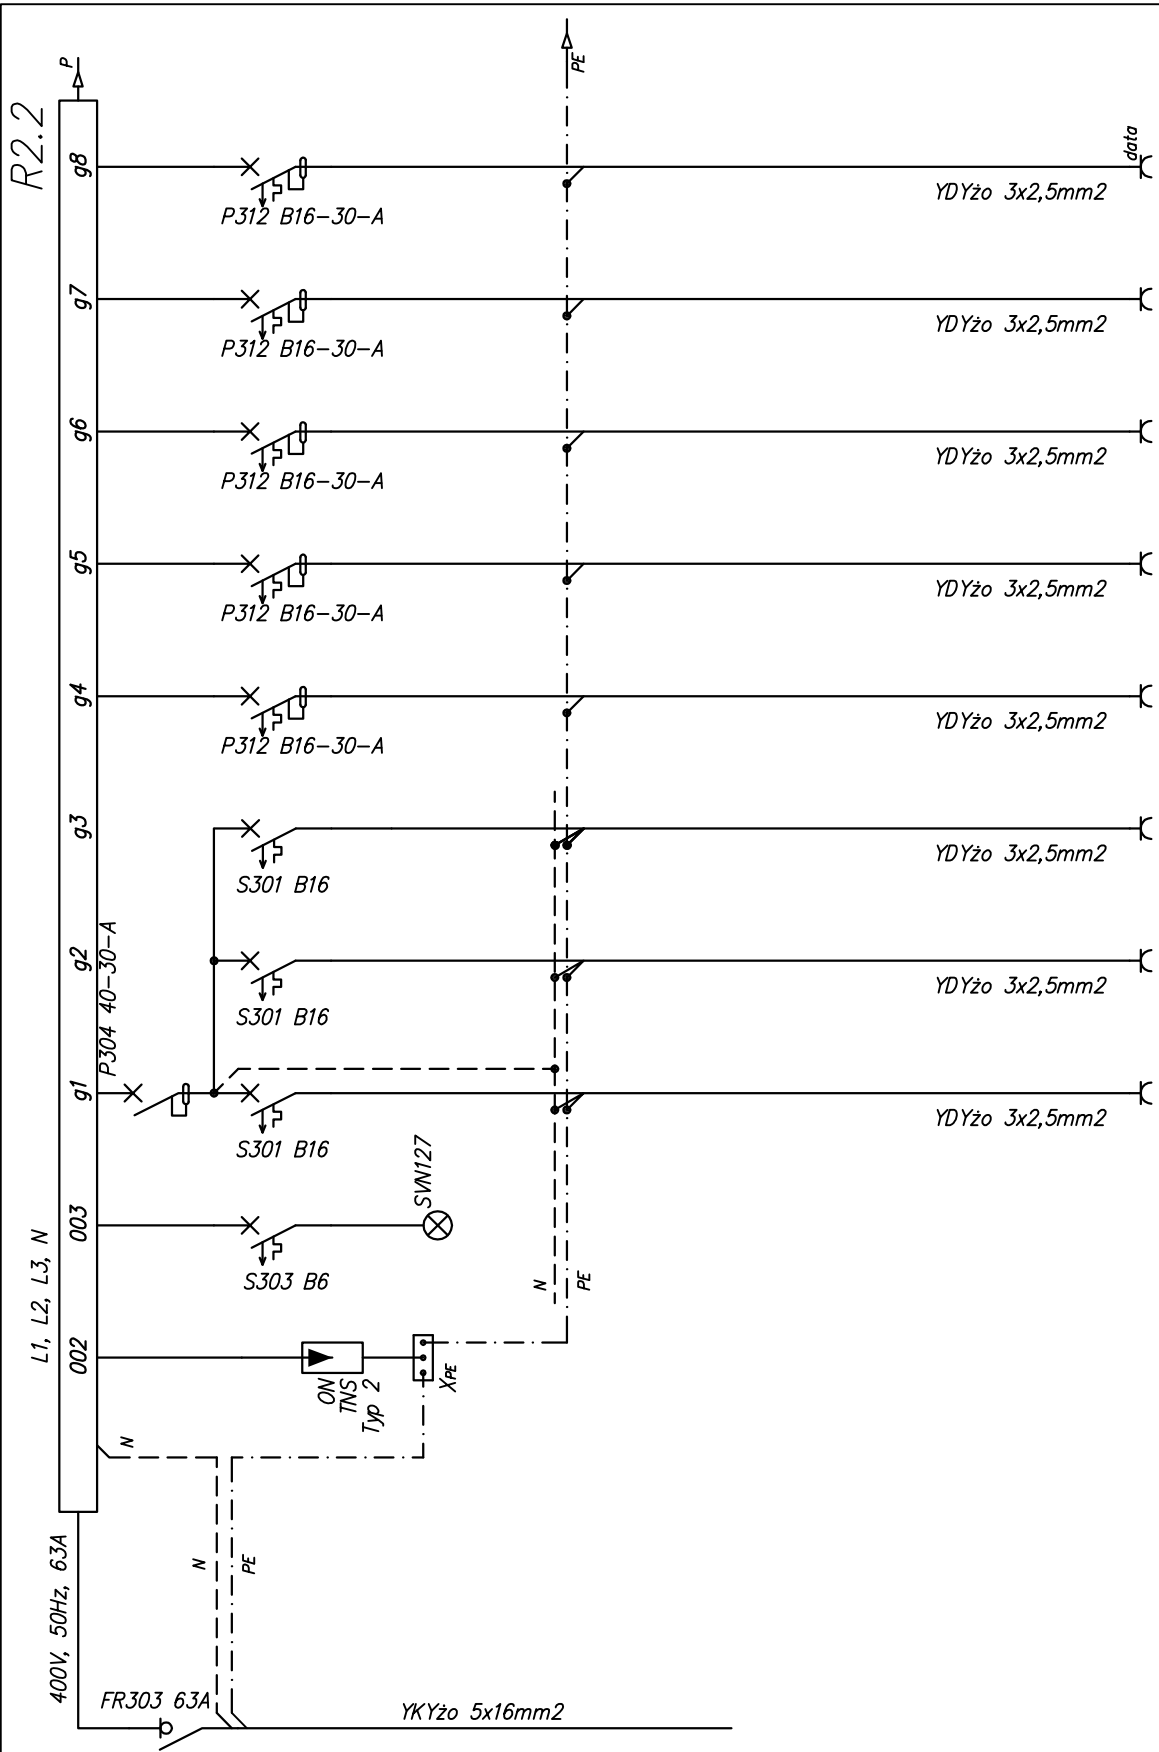 R2.2
P
PE
g8
P312 B16-30-A
YDYżo 3x2,5mm2
data
g7
P312 B16-30-A
YDYżo 3x2,5mm2
g6
P312 B16-30-A
YDYżo 3x2,5mm2
g5
P312 B16-30-A
YDYżo 3x2,5mm2
g4
P312 B16-30-A
YDYżo 3x2,5mm2
g3
S301 B16
YDYżo 3x2,5mm2
g2
P304 40-30-A
S301 B16
YDYżo 3x2,5mm2
g1
S301 B16
YDYżo 3x2,5mm2
003
S303 B6
SVN127
N
PE
L1, L2, L3, N
002
ON
TNS
Typ 2
XPE
N
N
PE
400V, 50Hz, 63A
FR303 63A
YKYżo 5x16mm2